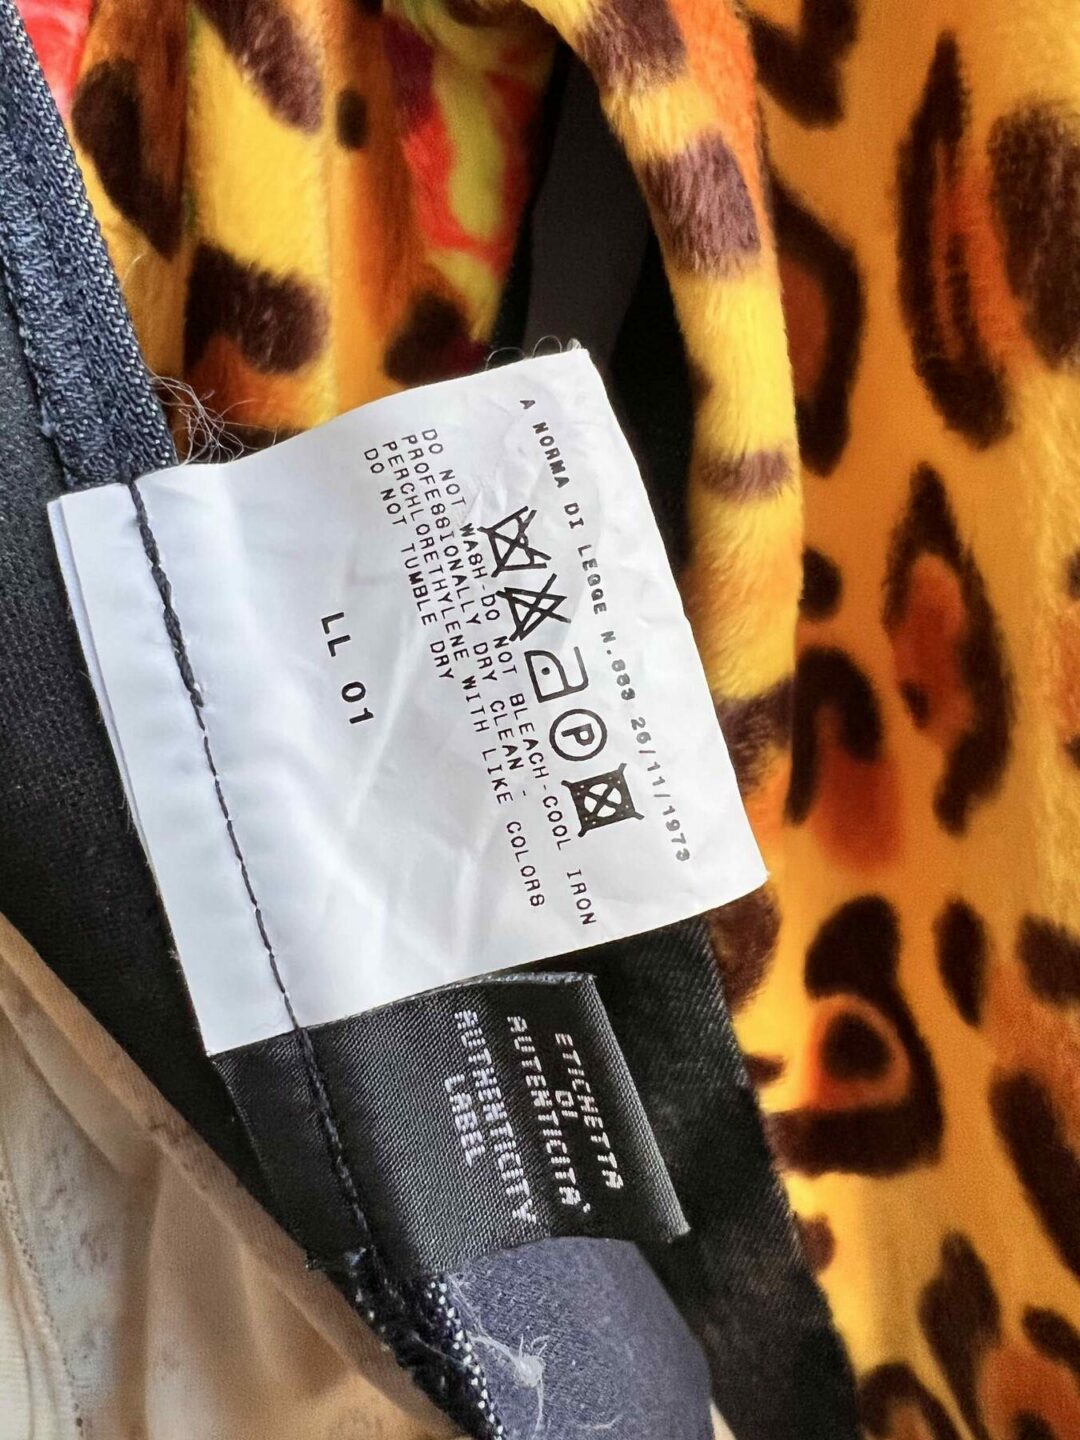 A NORMA DI LEGGE N.883 26/11/1973
P
DO NOT WASH-DO NOT BLEACH-COOL IRON
PROFESSIONALLY DRY CLEAN -
PERCHLORETHYLENE WITH LIKE COLORS
DO NOT TUMBLE DRY
LL 01
ETICHETTA
DI
AUTENTICITA'
AUTHENTICITY
LABEL